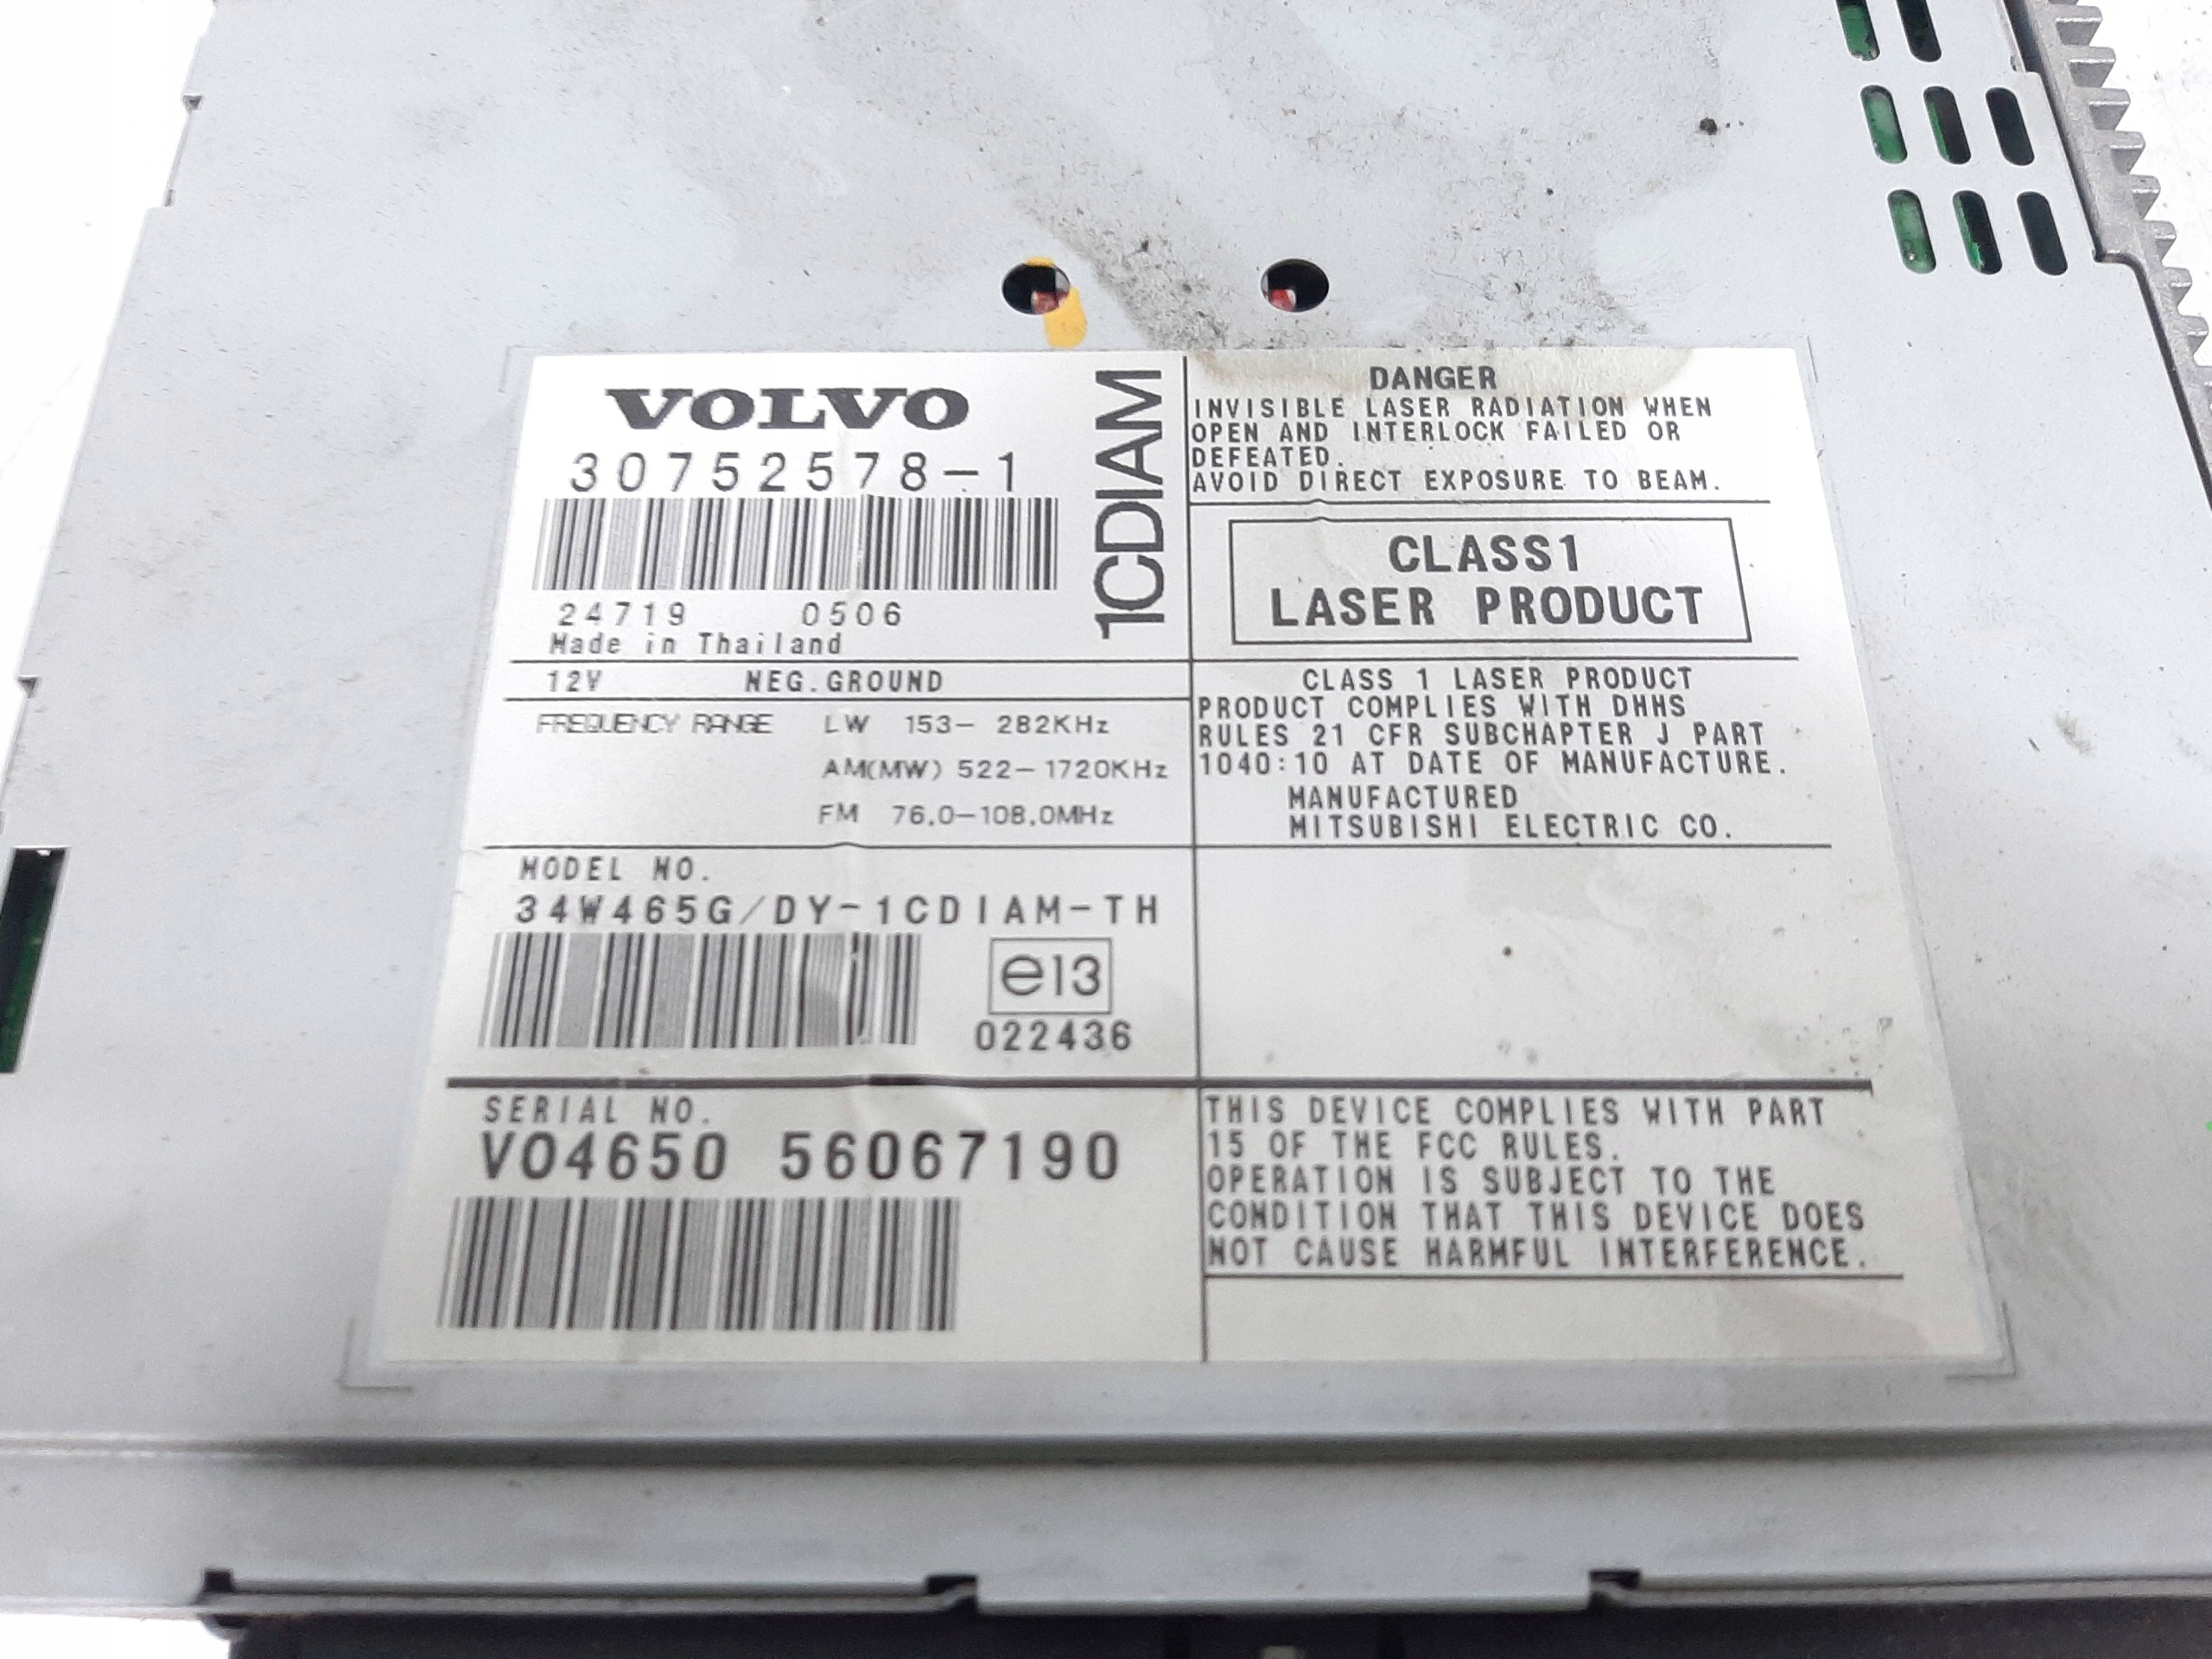 VOLVO
30752578-1
24719 0506
Made in Thailand
1CDIAM
12V NEG.GROUND
FREQUENCY RANGE LW 153- 282KHz
AM(MW) 522-1720KHz
FM 76.0-108.0MHz
MODEL NO.
34W465G/DY-1CDIAM-TH
e13
022436
SERIAL NO.
VO4650 56067190
DANGER
INVISIBLE LASER RADIATION WHEN
OPEN AND INTERLOCK FAILED OR
DEFEATED.
AVOID DIRECT EXPOSURE TO BEAM.
CLASS1
LASER PRODUCT
CLASS 1 LASER PRODUCT
PRODUCT COMPLIES WITH DHHS
RULES 21 CFR SUBCHAPTER J PART
1040:10 AT DATE OF MANUFACTURE.
MANUFACTURED
MITSUBISHI ELECTRIC CO.
THIS DEVICE COMPLIES WITH PART
15 OF THE FCC RULES.
OPERATION IS SUBJECT TO THE
CONDITION THAT THIS DEVICE DOES
NOT CAUSE HARMFUL INTERFERENCE.